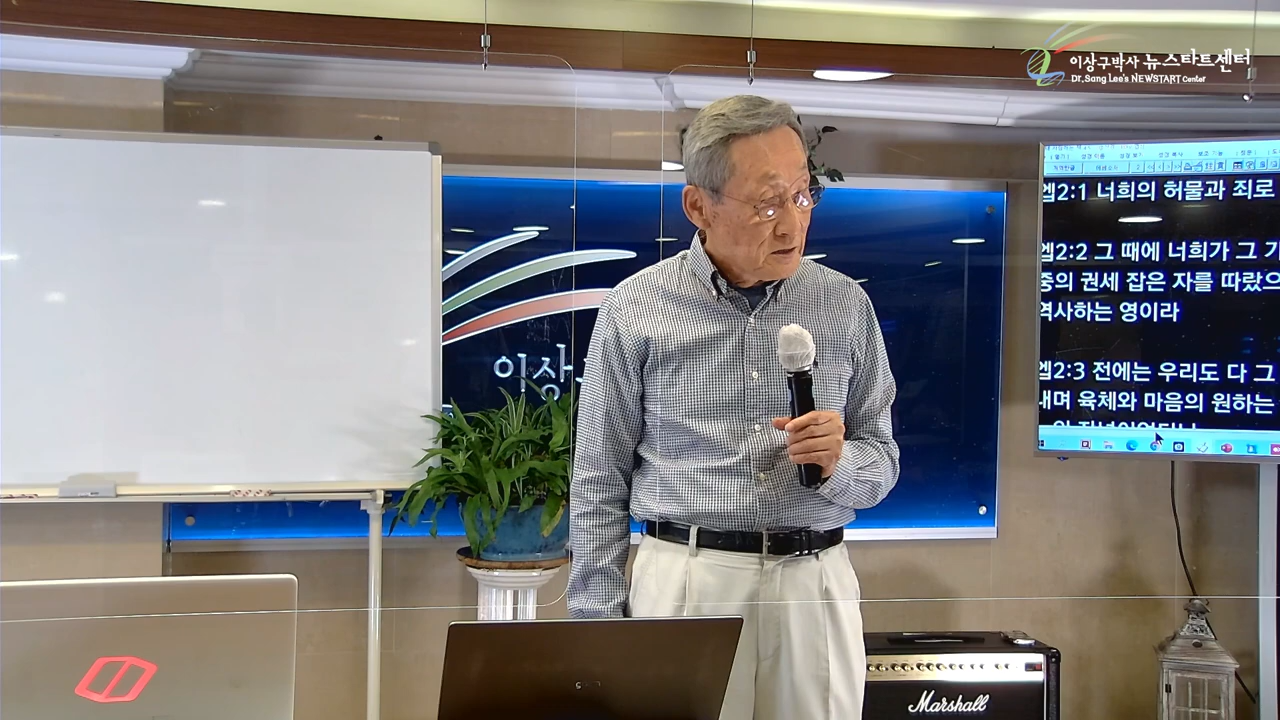 이상구박사 뉴스타트센터
Dr. Sang Lee's NEWSTART Center
엡2:1 너희의 허물과 죄로
엡2:2 그 때에 너희가 그
중의 권세 잡은 자를 따랐으
역사하는 영이라
엡2:3 전에는 우리도 다 그
내며 육체와 마음의 원하는
이상
Marshall